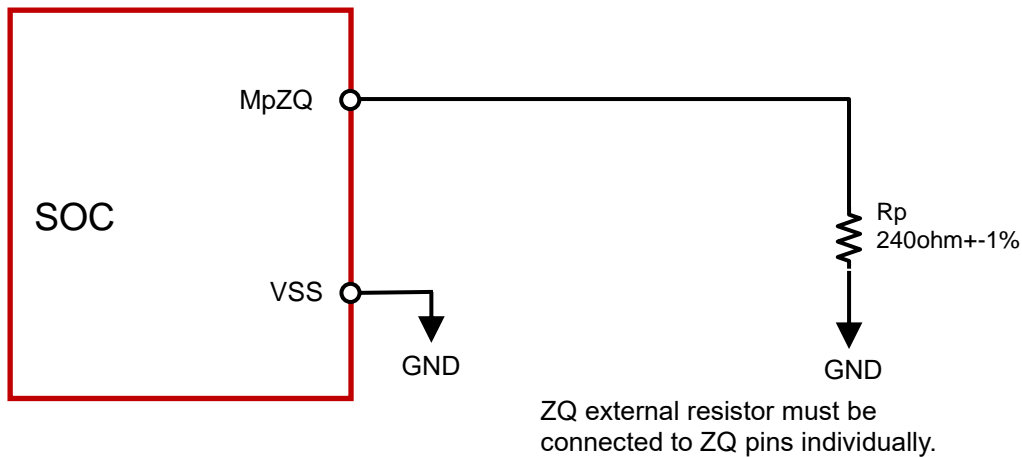 MpZQ
SOC
Rp
240ohm+-1%
VSS
GND
GND
ZQ external resistor must be
connected to ZQ pins individually.